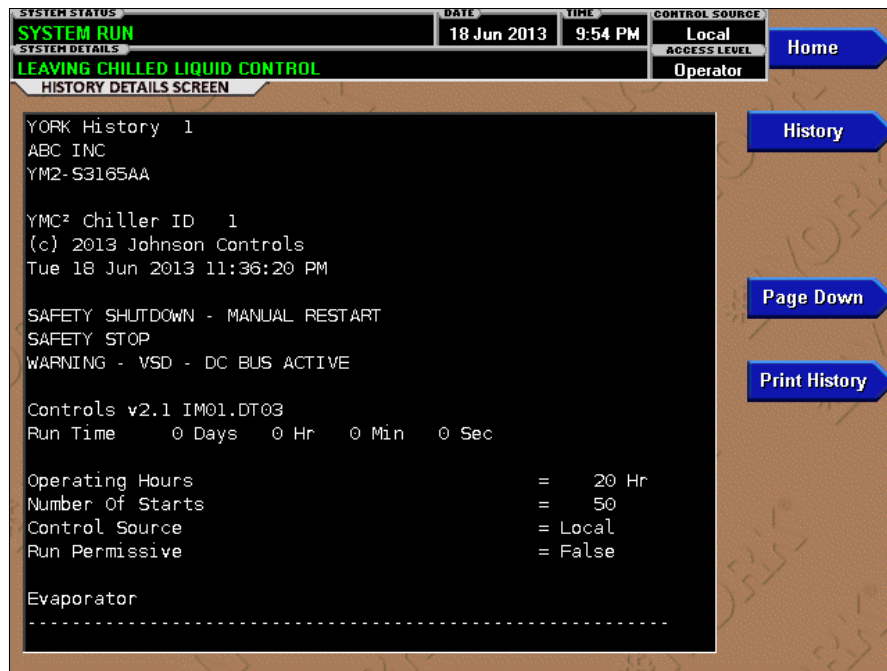 SYSTEM STATUS
SYSTEM RUN
DATE
18 Jun 2013
TIME
9:54 PM
CONTROL SOURCE
Local
SYSTEM DETAILS
LEAVING CHILLED LIQUID CONTROL
ACCESS LEVEL
Operator
Home
HISTORY DETAILS SCREEN
History
Page Down
Print History
YORK History 1
ABC INC
YM2-S3165AA
YMC² Chiller ID 1
(c) 2013 Johnson Controls
Tue 18 Jun 2013 11:36:20 PM
SAFETY SHUTDOWN - MANUAL RESTART
SAFETY STOP
WARNING - VSD - DC BUS ACTIVE
Controls v2.1 IM01.DT03
Run Time 0 Days 0 Hr 0 Min 0 Sec
Operating Hours = 20 Hr
Number Of Starts = 50
Control Source = Local
Run Permissive = False
Evaporator
---------------------------------------------------------